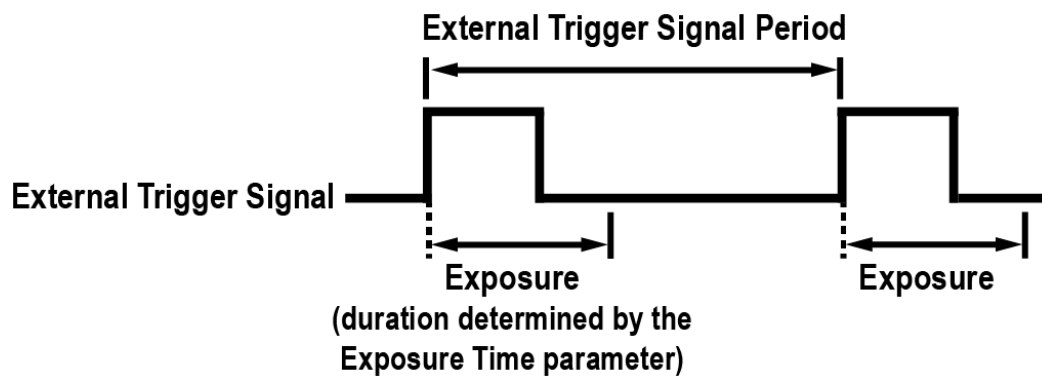 External Trigger Signal Period
External Trigger Signal
Exposure
(duration determined by the
Exposure Time parameter)
Exposure